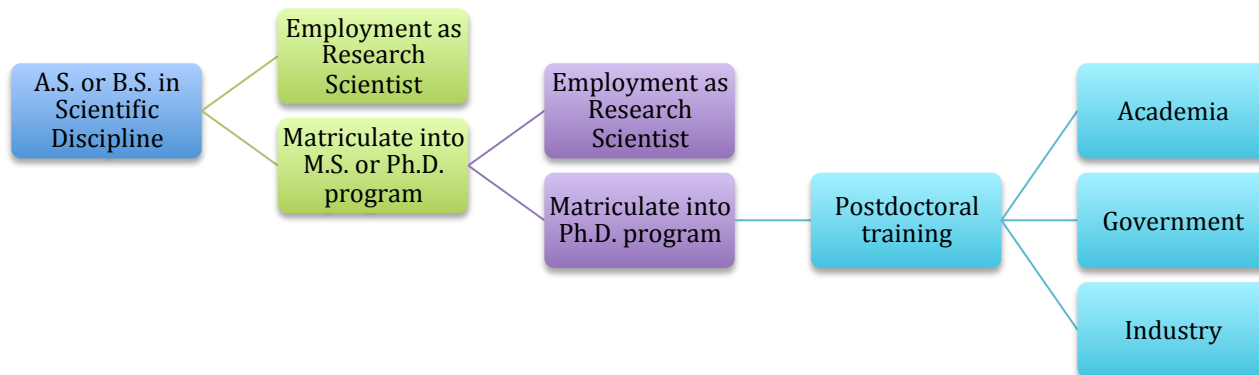 A.S. or B.S. in
Scientific
Discipline
Employment as
Research
Scientist
Matriculate into
M.S. or Ph.D.
program
Employment as
Research
Scientist
Matriculate into
Ph.D. program
Postdoctoral
training
Academia
Government
Industry